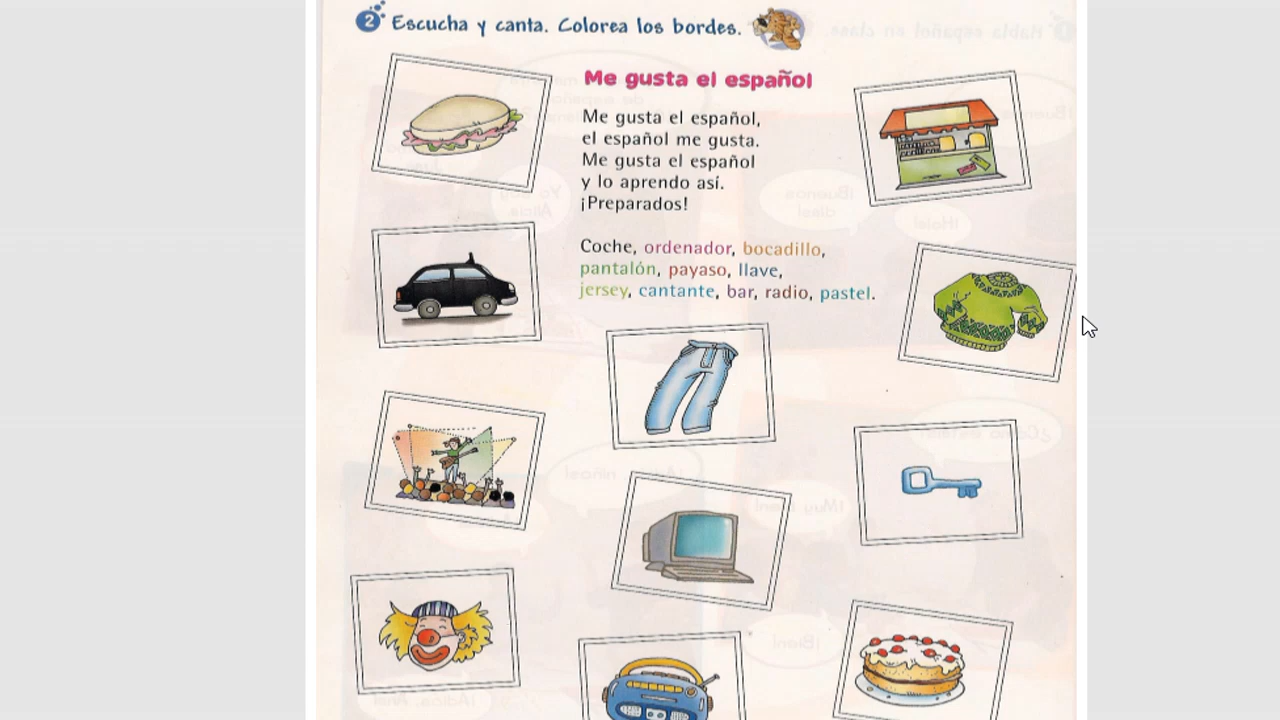 2 Escucha y canta. Colorea los bordes.
Me gusta el español
Me gusta el español,
el español me gusta.
Me gusta el español
y lo aprendo así.
¡Preparados!
Coche, ordenador, bocadillo,
pantalón, payaso, llave,
jersey, cantante, bar, radio, pastel.